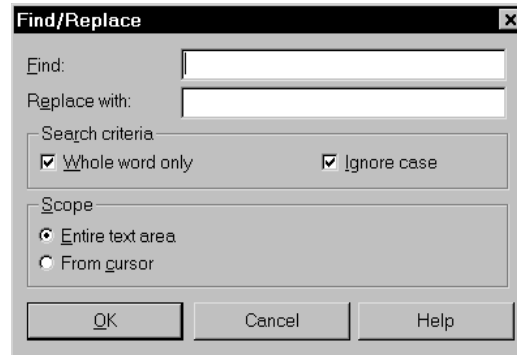 Find/Replace
Find:
Replace with:
Search criteria
Whole word only
Ignore case
Scope
Entire text area
From cursor
OK
Cancel
Help